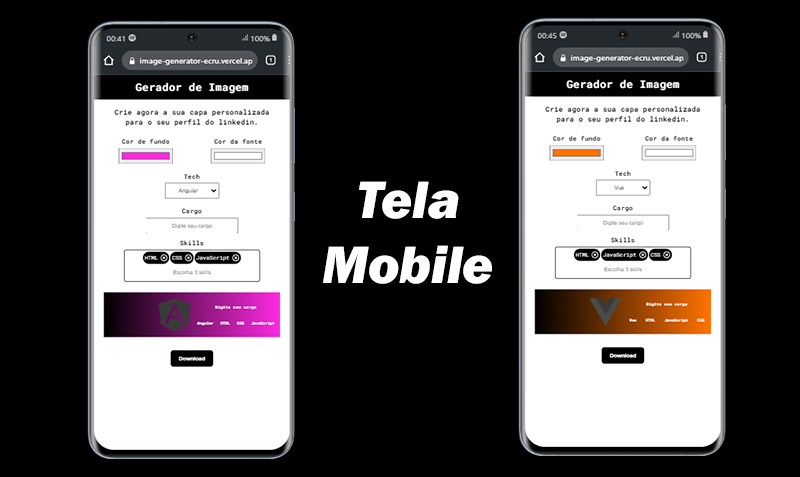 00:41
100%
image-generator-ecru.vercel.ap
1
Gerador de Imagem
Crie agora a sua capa personalizada
para o seu perfil do linkedin.
Cor de fundo
Cor da fonte
Tech
Angular
Cargo
Digite seu cargo
Skills
HTML CSS JavaScript
Escolha 3 skills
Digite seu cargo
Angular HTML CSS JavaScript
Download
Tela
Mobile
00:45
100%
image-generator-ecru.vercel.ap
1
Gerador de Imagem
Crie agora a sua capa personalizada
para o seu perfil do linkedin.
Cor de fundo
Cor da fonte
Tech
Vue
Cargo
Digite seu cargo
Skills
HTML JavaScript CSS
Escolha 3 skills
Digite seu cargo
Vue HTML JavaScript CSS
Download